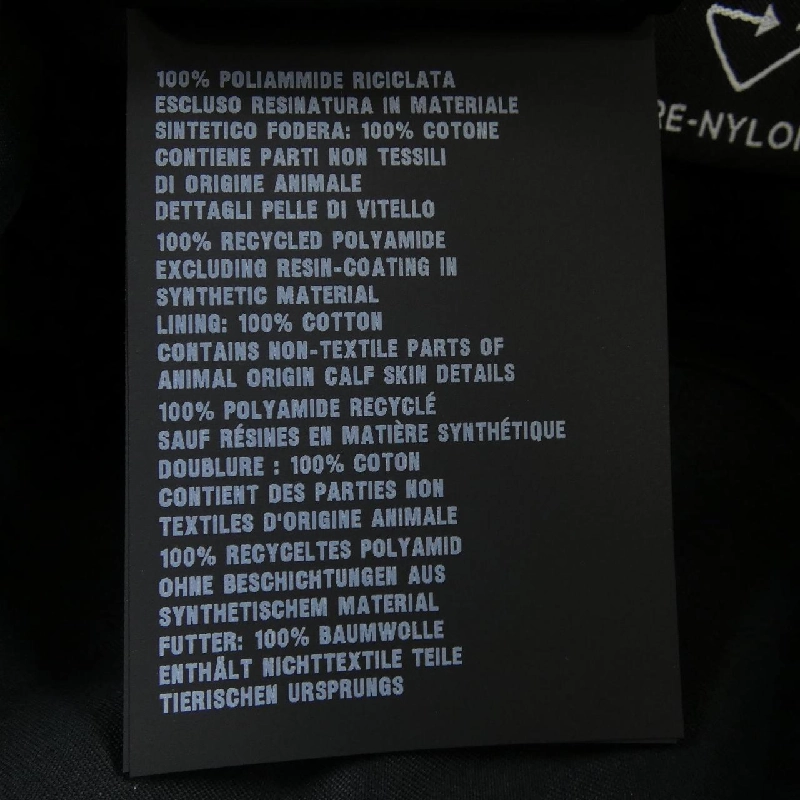 100% POLIAMMIDE RICICLATA
ESCLUSO RESINATURA IN MATERIALE
SINTETICO FODERA: 100% COTONE
CONTIENE PARTI NON TESSILI
DI ORIGINE ANIMALE
DETTAGLI PELLE DI VITELLO
100% RECYCLED POLYAMIDE
EXCLUDING RESIN-COATING IN
SYNTHETIC MATERIAL
LINING: 100% COTTON
CONTAINS NON-TEXTILE PARTS OF
ANIMAL ORIGIN CALF SKIN DETAILS
100% POLYAMIDE RECYCLÉ
SAUF RÉSINES EN MATIÈRE SYNTHÉTIQUE
DOUBLURE : 100% COTON
CONTIENT DES PARTIES NON
TEXTILES D'ORIGINE ANIMALE
100% RECYCELTES POLYAMID
OHNE BESCHICHTUNGEN AUS
SYNTHETISCHEM MATERIAL
FUTTER: 100% BAUMWOLLE
ENTHÄLT NICHTTEXTILE TEILE
TIERISCHEN URSPRUNGS
RE-NYLO